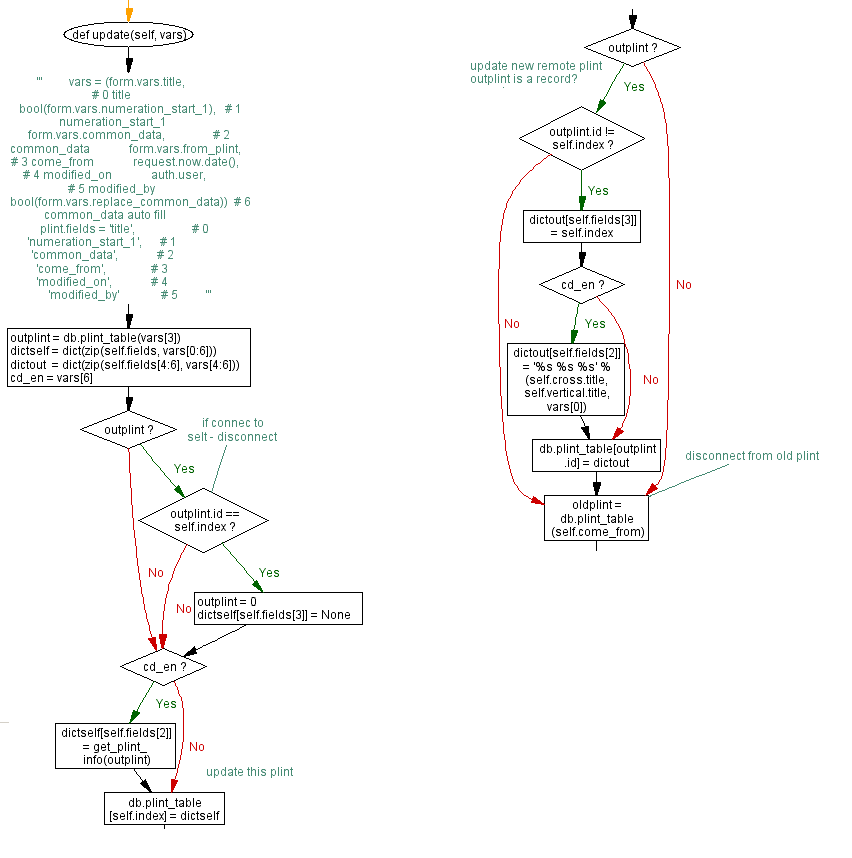 def update(self, vars)
''' vars = (form.vars.title,
# 0 title
bool(form.vars.numeration_start_1), # 1
numeration_start_1
form.vars.common_data, # 2
common_data form.vars.from_plint,
# 3 come_from request.now.date(),
# 4 modified_on auth.user,
# 5 modified_by
bool(form.vars.replace_common_data)) # 6
common_data auto fill
plint.fields = 'title', # 0
'numeration_start_1', # 1
'common_data', # 2
'come_from', # 3
'modified_on', # 4
'modified_by' # 5 '''
outplint = db.plint_table(vars[3])
dictself = dict(zip(self.fields, vars[0:6]))
dictout = dict(zip(self.fields[4:6], vars[4:6]))
cd_en = vars[6]
outplint ?
if connec to
selt - disconnect
Yes
outplint.id ==
self.index ?
No
Yes
No
outplint = 0
dictself[self.fields[3]] = None
cd_en ?
Yes
dictself[self.fields[2]]
= get_plint_
info(outplint)
No
update this plint
db.plint_table
[self.index] = dictself
outplint ?
update new remote plint
outplint is a record?
Yes
outplint.id !=
self.index ?
Yes
dictout[self.fields[3]]
= self.index
cd_en ?
No
No
Yes
dictout[self.fields[2]]
= '%s %s %s' %
(self.cross.title,
self.vertical.title,
vars[0])
No
db.plint_table[outplint
.id] = dictout
disconnect from old plint
oldplint =
db.plint_table
(self.come_from)